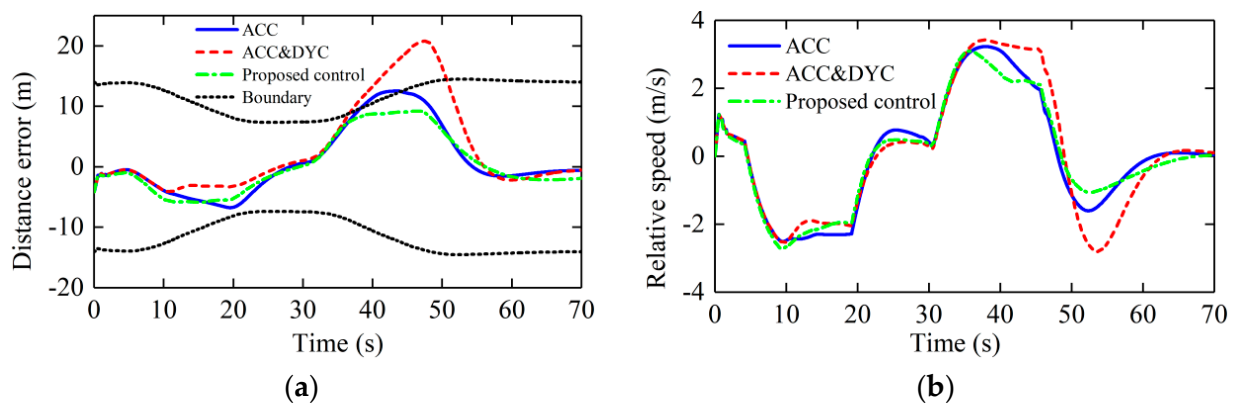 ACC
ACC&DYC
Proposed control
Boundary
Distance error (m)
20
10
0
-10
-20
0 10 20 30 40 50 60 70
Time (s)
(a)
ACC
ACC&DYC
Proposed control
Relative speed (m/s)
4
2
0
-2
-4
0 10 20 30 40 50 60 70
Time (s)
(b)